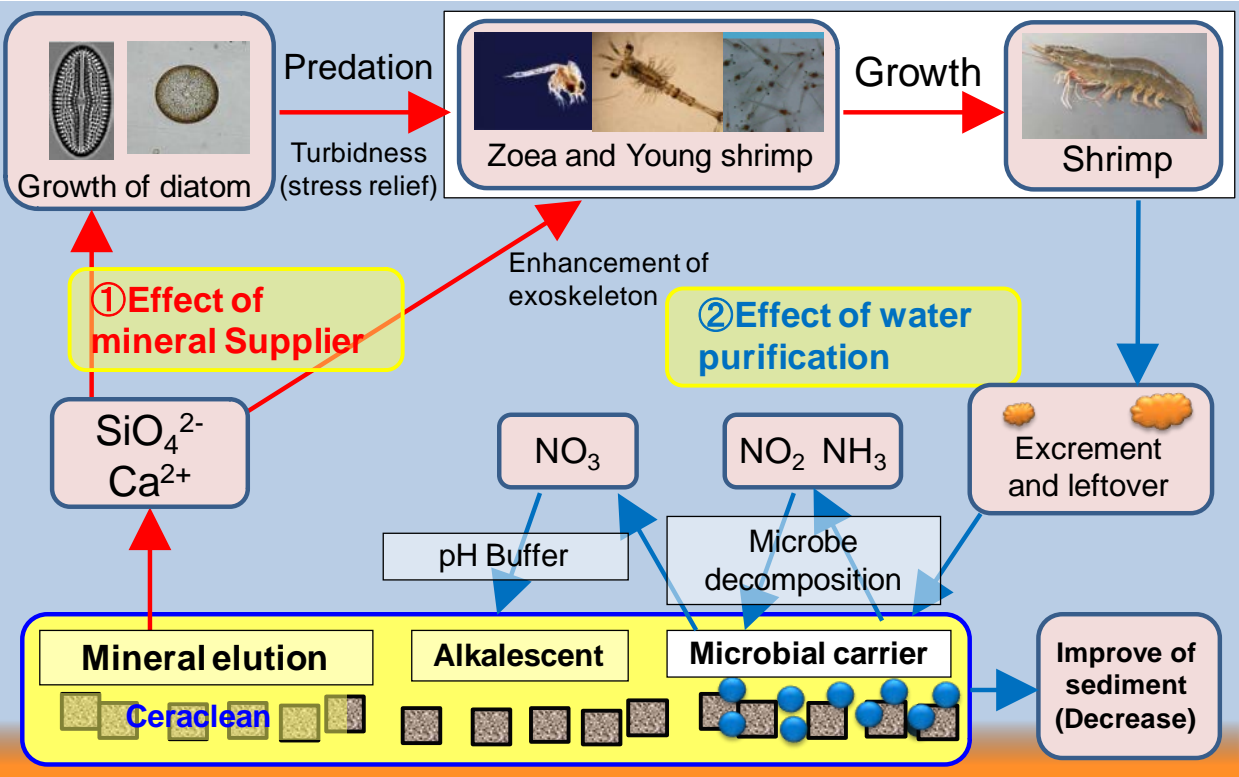 Growth of diatom
Predation
Turbidness
(stress relief)
Zoea and Young shrimp
Growth
Shrimp
Enhancement of
exoskeleton
①Effect of
mineral Supplier
②Effect of water
purification
SiO₄²⁻
Ca²⁺
NO₃
NO₂ NH₃
Excrement
and leftover
pH Buffer
Microbe
decomposition
Mineral elution
Alkalescent
Microbial carrier
Ceraclean
Improve of
sediment
(Decrease)